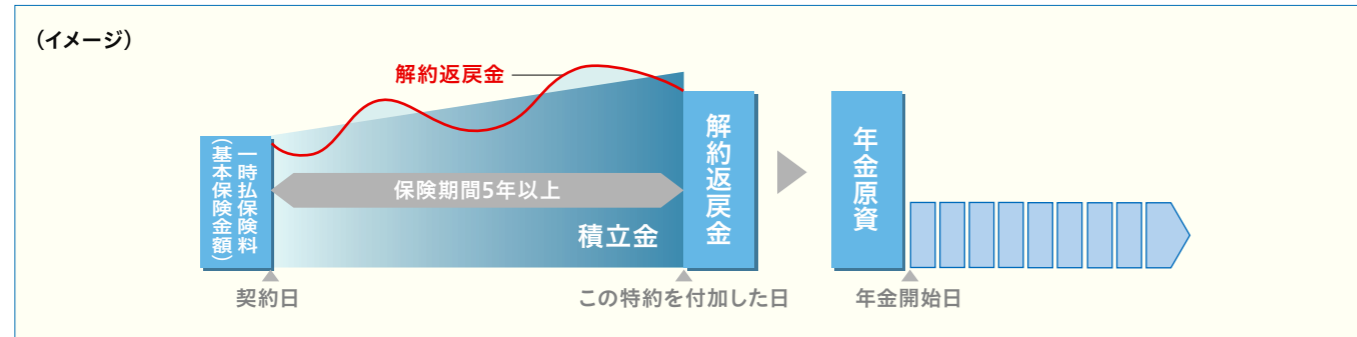 （イメージ）
解約返戻金
一時払保険料
（基本保険金額）
保険期間5年以上
積立金
解約返戻金
年金原資
契約日
この特約を付加した日
年金開始日